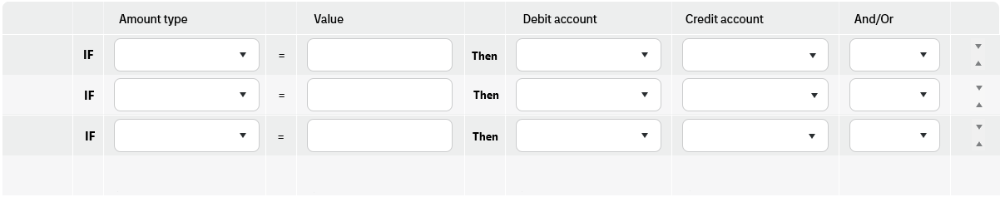 Amount type Value Debit account Credit account And/Or
IF = Then
IF = Then
IF = Then